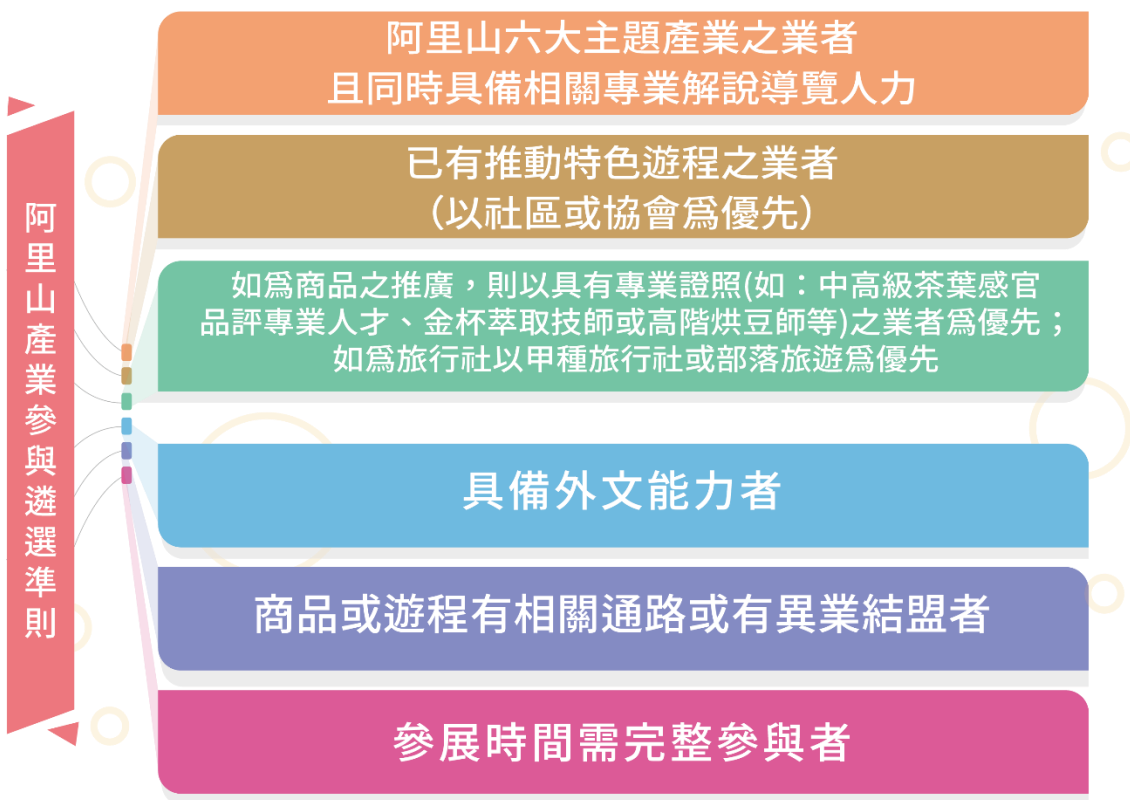 阿里山產業參與遴選準則
阿里山六大主題產業之業者
且同時具備相關專業解說導覽人力
已有推動特色遊程之業者
（以社區或協會爲優先）
如爲商品之推廣，則以具有專業證照(如：中高級茶葉感官
品評專業人才、金杯萃取技師或高階烘豆師等)之業者爲優先；
如爲旅行社以甲種旅行社或部落旅遊爲優先
具備外文能力者
商品或遊程有相關通路或有異業結盟者
參展時間需完整參與者